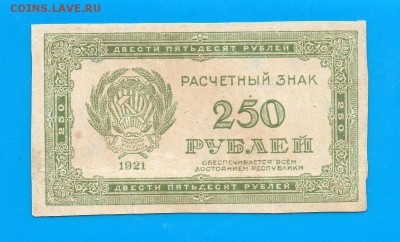 COINS.LAVE.RU
ДВЕСТИ ПЯТЬДЕСЯТ РУБЛЕЙ
РАСЧЕТНЫЙ ЗНАК
250
250
250
РУБЛЕЙ
1921
ОБЕСПЕЧИВАЕТСЯ ВСЕМ
ДОСТОЯНИЕМ РЕСПУБЛИКИ
ДВЕСТИ ПЯТЬДЕСЯТ РУБЛЕЙ